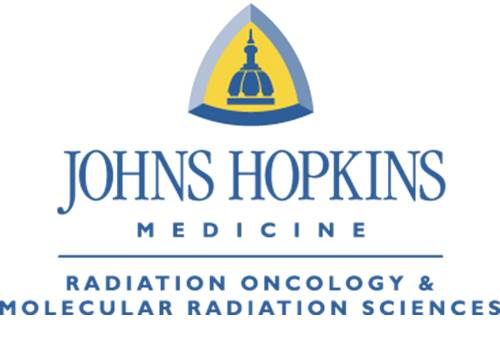 JOHNS HOPKINS
MEDICINE
RADIATION ONCOLOGY &
MOLECULAR RADIATION SCIENCES